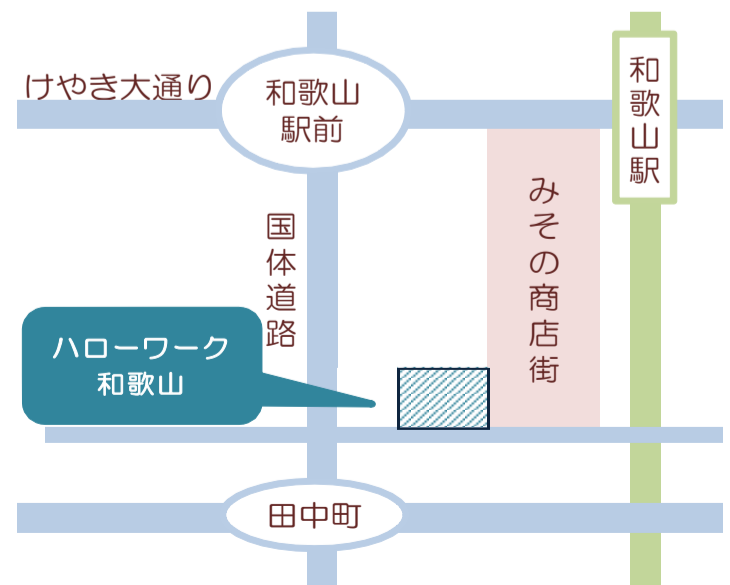 けやき大通り
和歌山
駅前
和歌山駅
みその商店街
国体道路
ハローワーク
和歌山
田中町